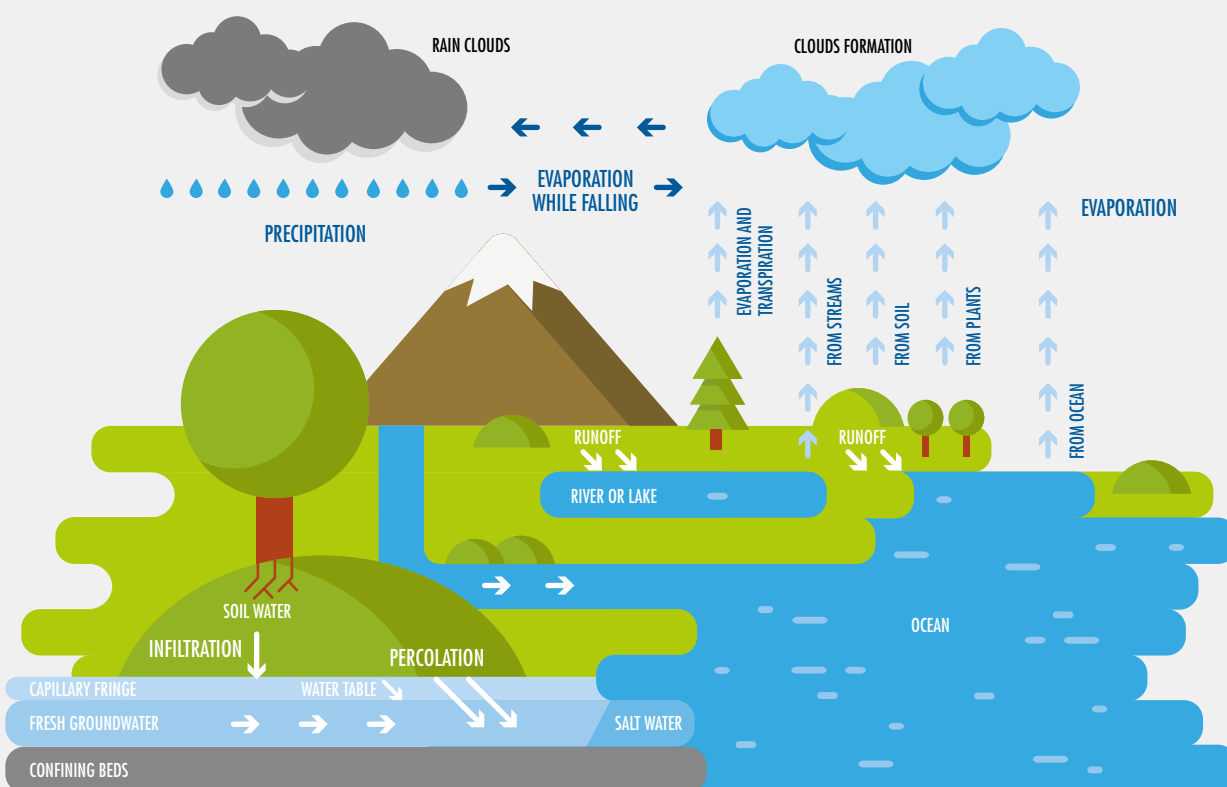 RAIN CLOUDS
CLOUDS FORMATION
EVAPORATION
WHILE FALLING
PRECIPITATION
EVAPORATION AND
TRANSPIRATION
FROM STREAMS
FROM SOIL
FROM PLANTS
EVAPORATION
FROM OCEAN
RUNOFF
RUNOFF
RIVER OR LAKE
SOIL WATER
OCEAN
INFILTRATION
PERCOLATION
CAPILLARY FRINGE
WATER TABLE
FRESH GROUNDWATER
SALT WATER
CONFINING BEDS